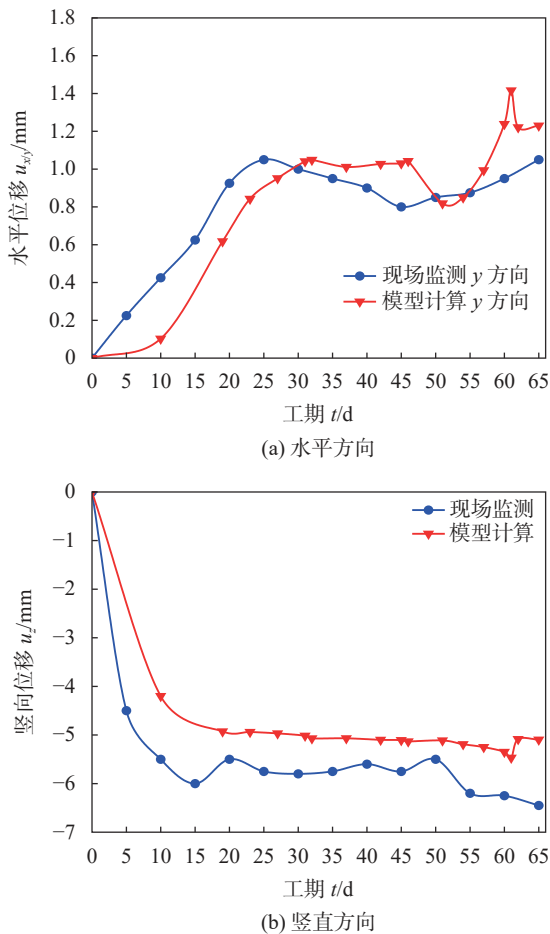 1.8
1.6
1.4
1.2
1.0
0.8
0.6
0.4
0.2
0
水平位移 uxy/mm
现场监测 y 方向
模型计算 y 方向
0 5 10 15 20 25 30 35 40 45 50 55 60 65
工期 t/d
(a) 水平方向
0
−1
−2
−3
−4
−5
−6
−7
竖向位移 uz/mm
现场监测
模型计算
0 5 10 15 20 25 30 35 40 45 50 55 60 65
工期 t/d
(b) 竖直方向